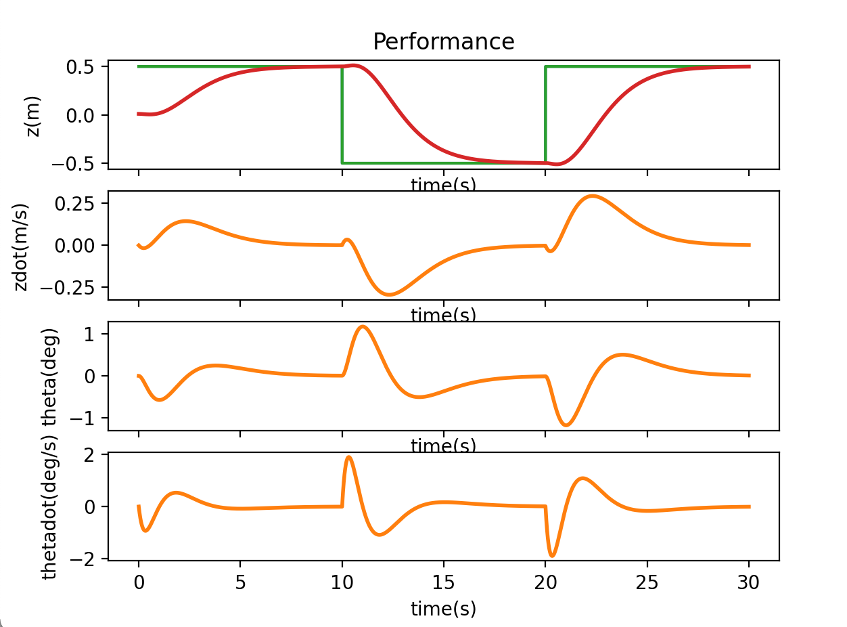 Performance
z(m)
0.5
0.0
−0.5
time(s)
zdot(m/s)
0.25
0.00
−0.25
time(s)
theta(deg)
1
0
−1
time(s)
thetadot(deg/s)
2
0
−2
0 5 10 15 20 25 30
time(s)